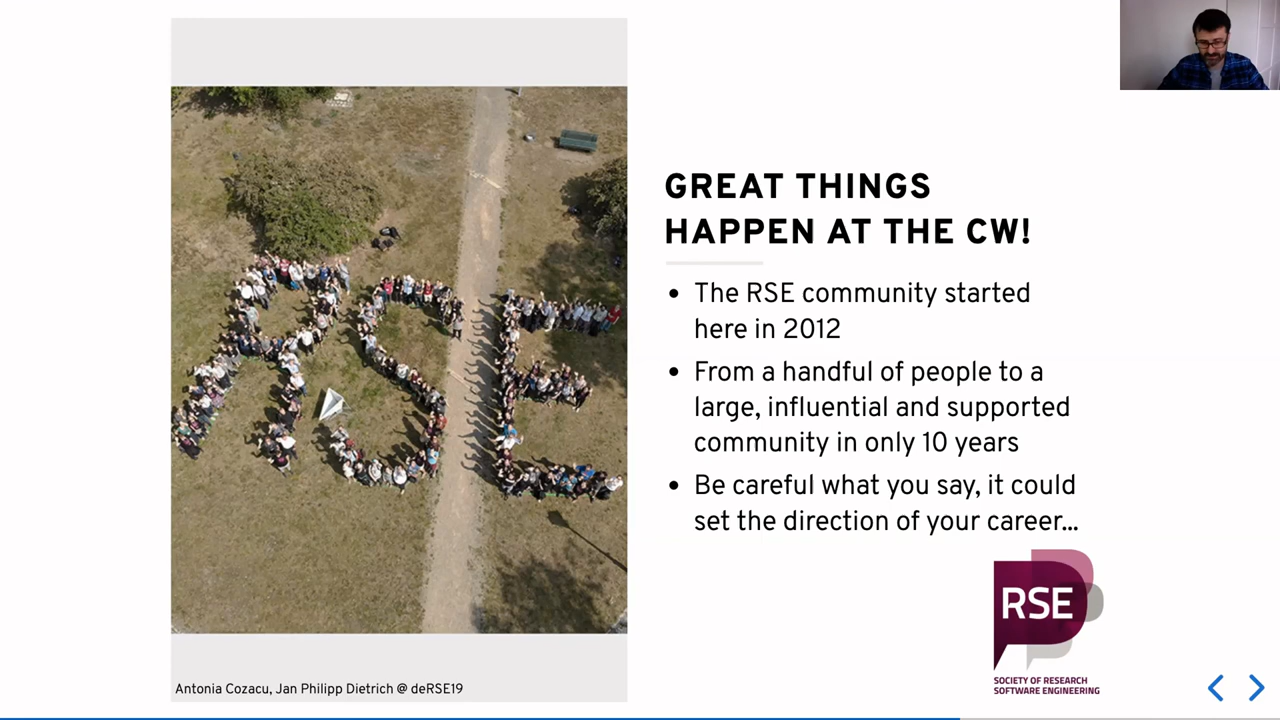 GREAT THINGS
HAPPEN AT THE CW!
• The RSE community started
here in 2012
• From a handful of people to a
large, influential and supported
community in only 10 years
• Be careful what you say, it could
set the direction of your career...
RSE
SOCIETY OF RESEARCH
SOFTWARE ENGINEERING
RSE
Antonia Cozacu, Jan Philipp Dietrich @ deRSE19